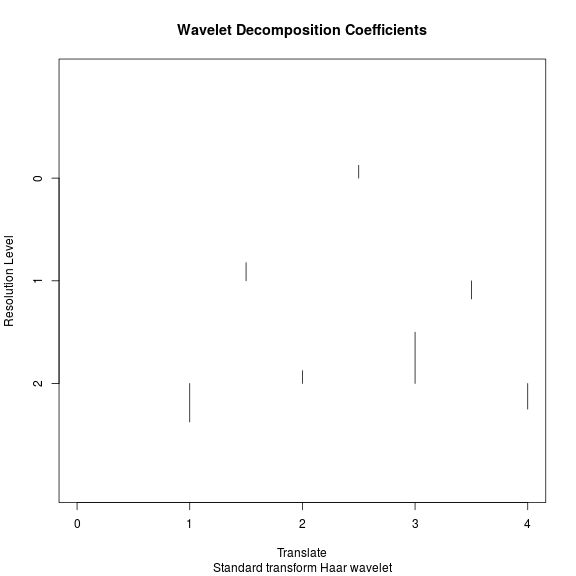 Wavelet Decomposition Coefficients
Resolution Level
0
1
2
0 1 2 3 4
Translate
Standard transform Haar wavelet